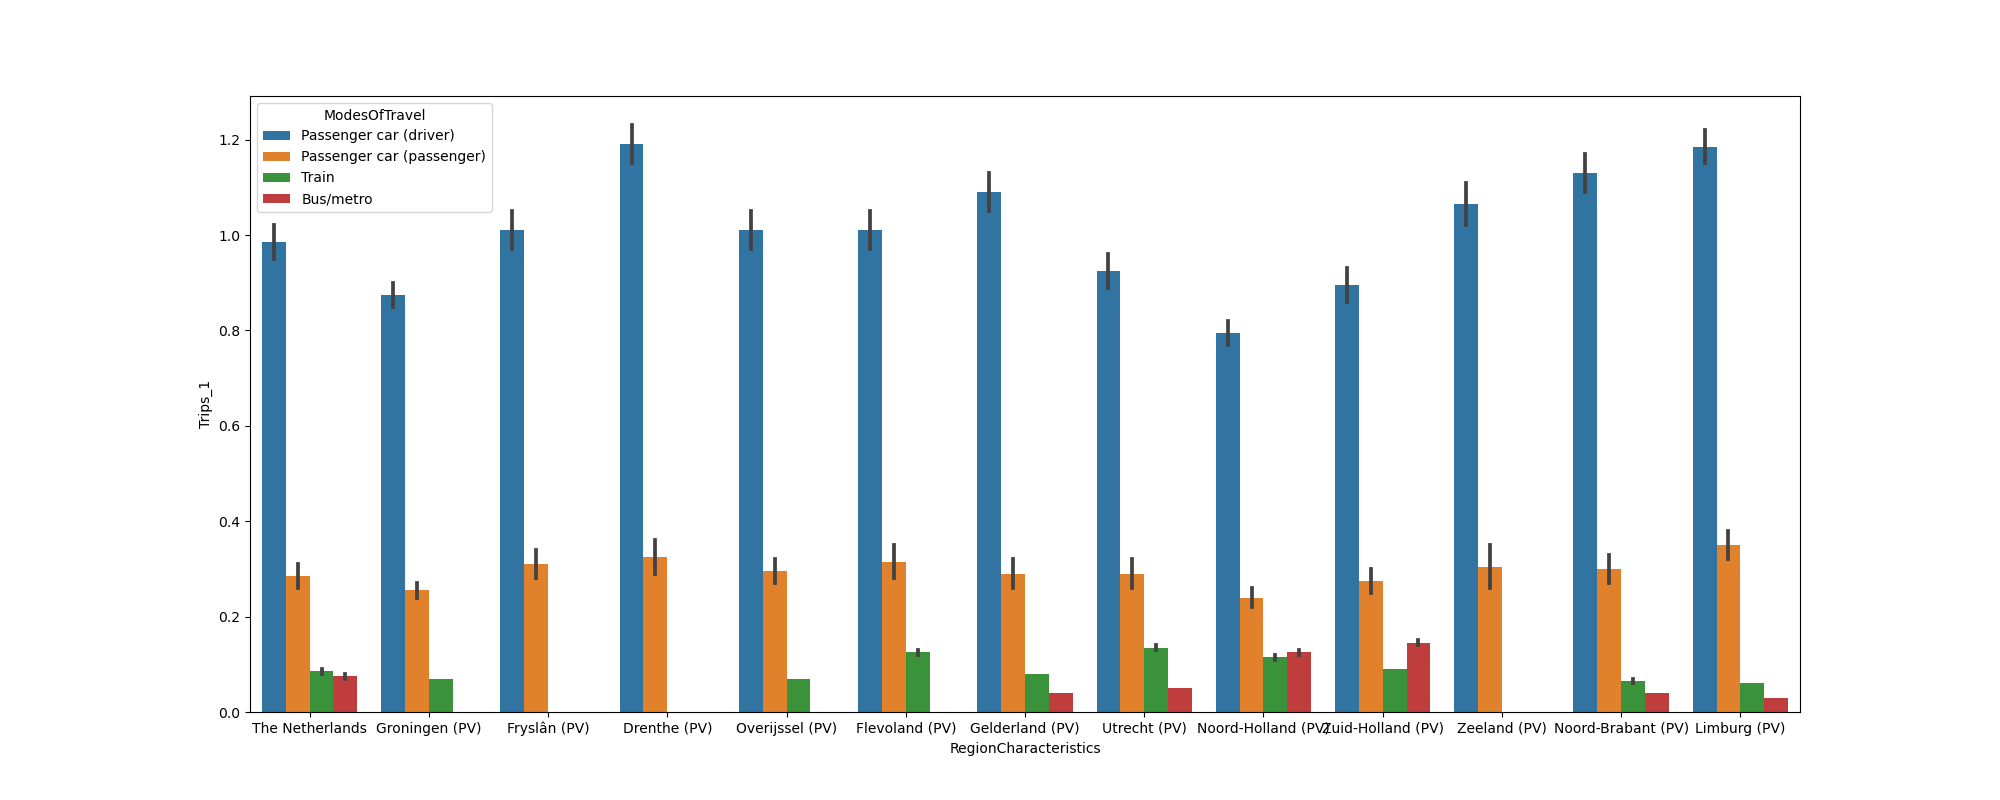 ModesOfTravel
Passenger car (driver)
Passenger car (passenger)
Train
Bus/metro
1.2
1.0
0.8
0.6
0.4
0.2
0.0
Trips_1
The Netherlands Groningen (PV) Fryslân (PV) Drenthe (PV) Overijssel (PV) Flevoland (PV) Gelderland (PV) Utrecht (PV) Noord-Holland (PV) Zuid-Holland (PV) Zeeland (PV) Noord-Brabant (PV) Limburg (PV)
RegionCharacteristics